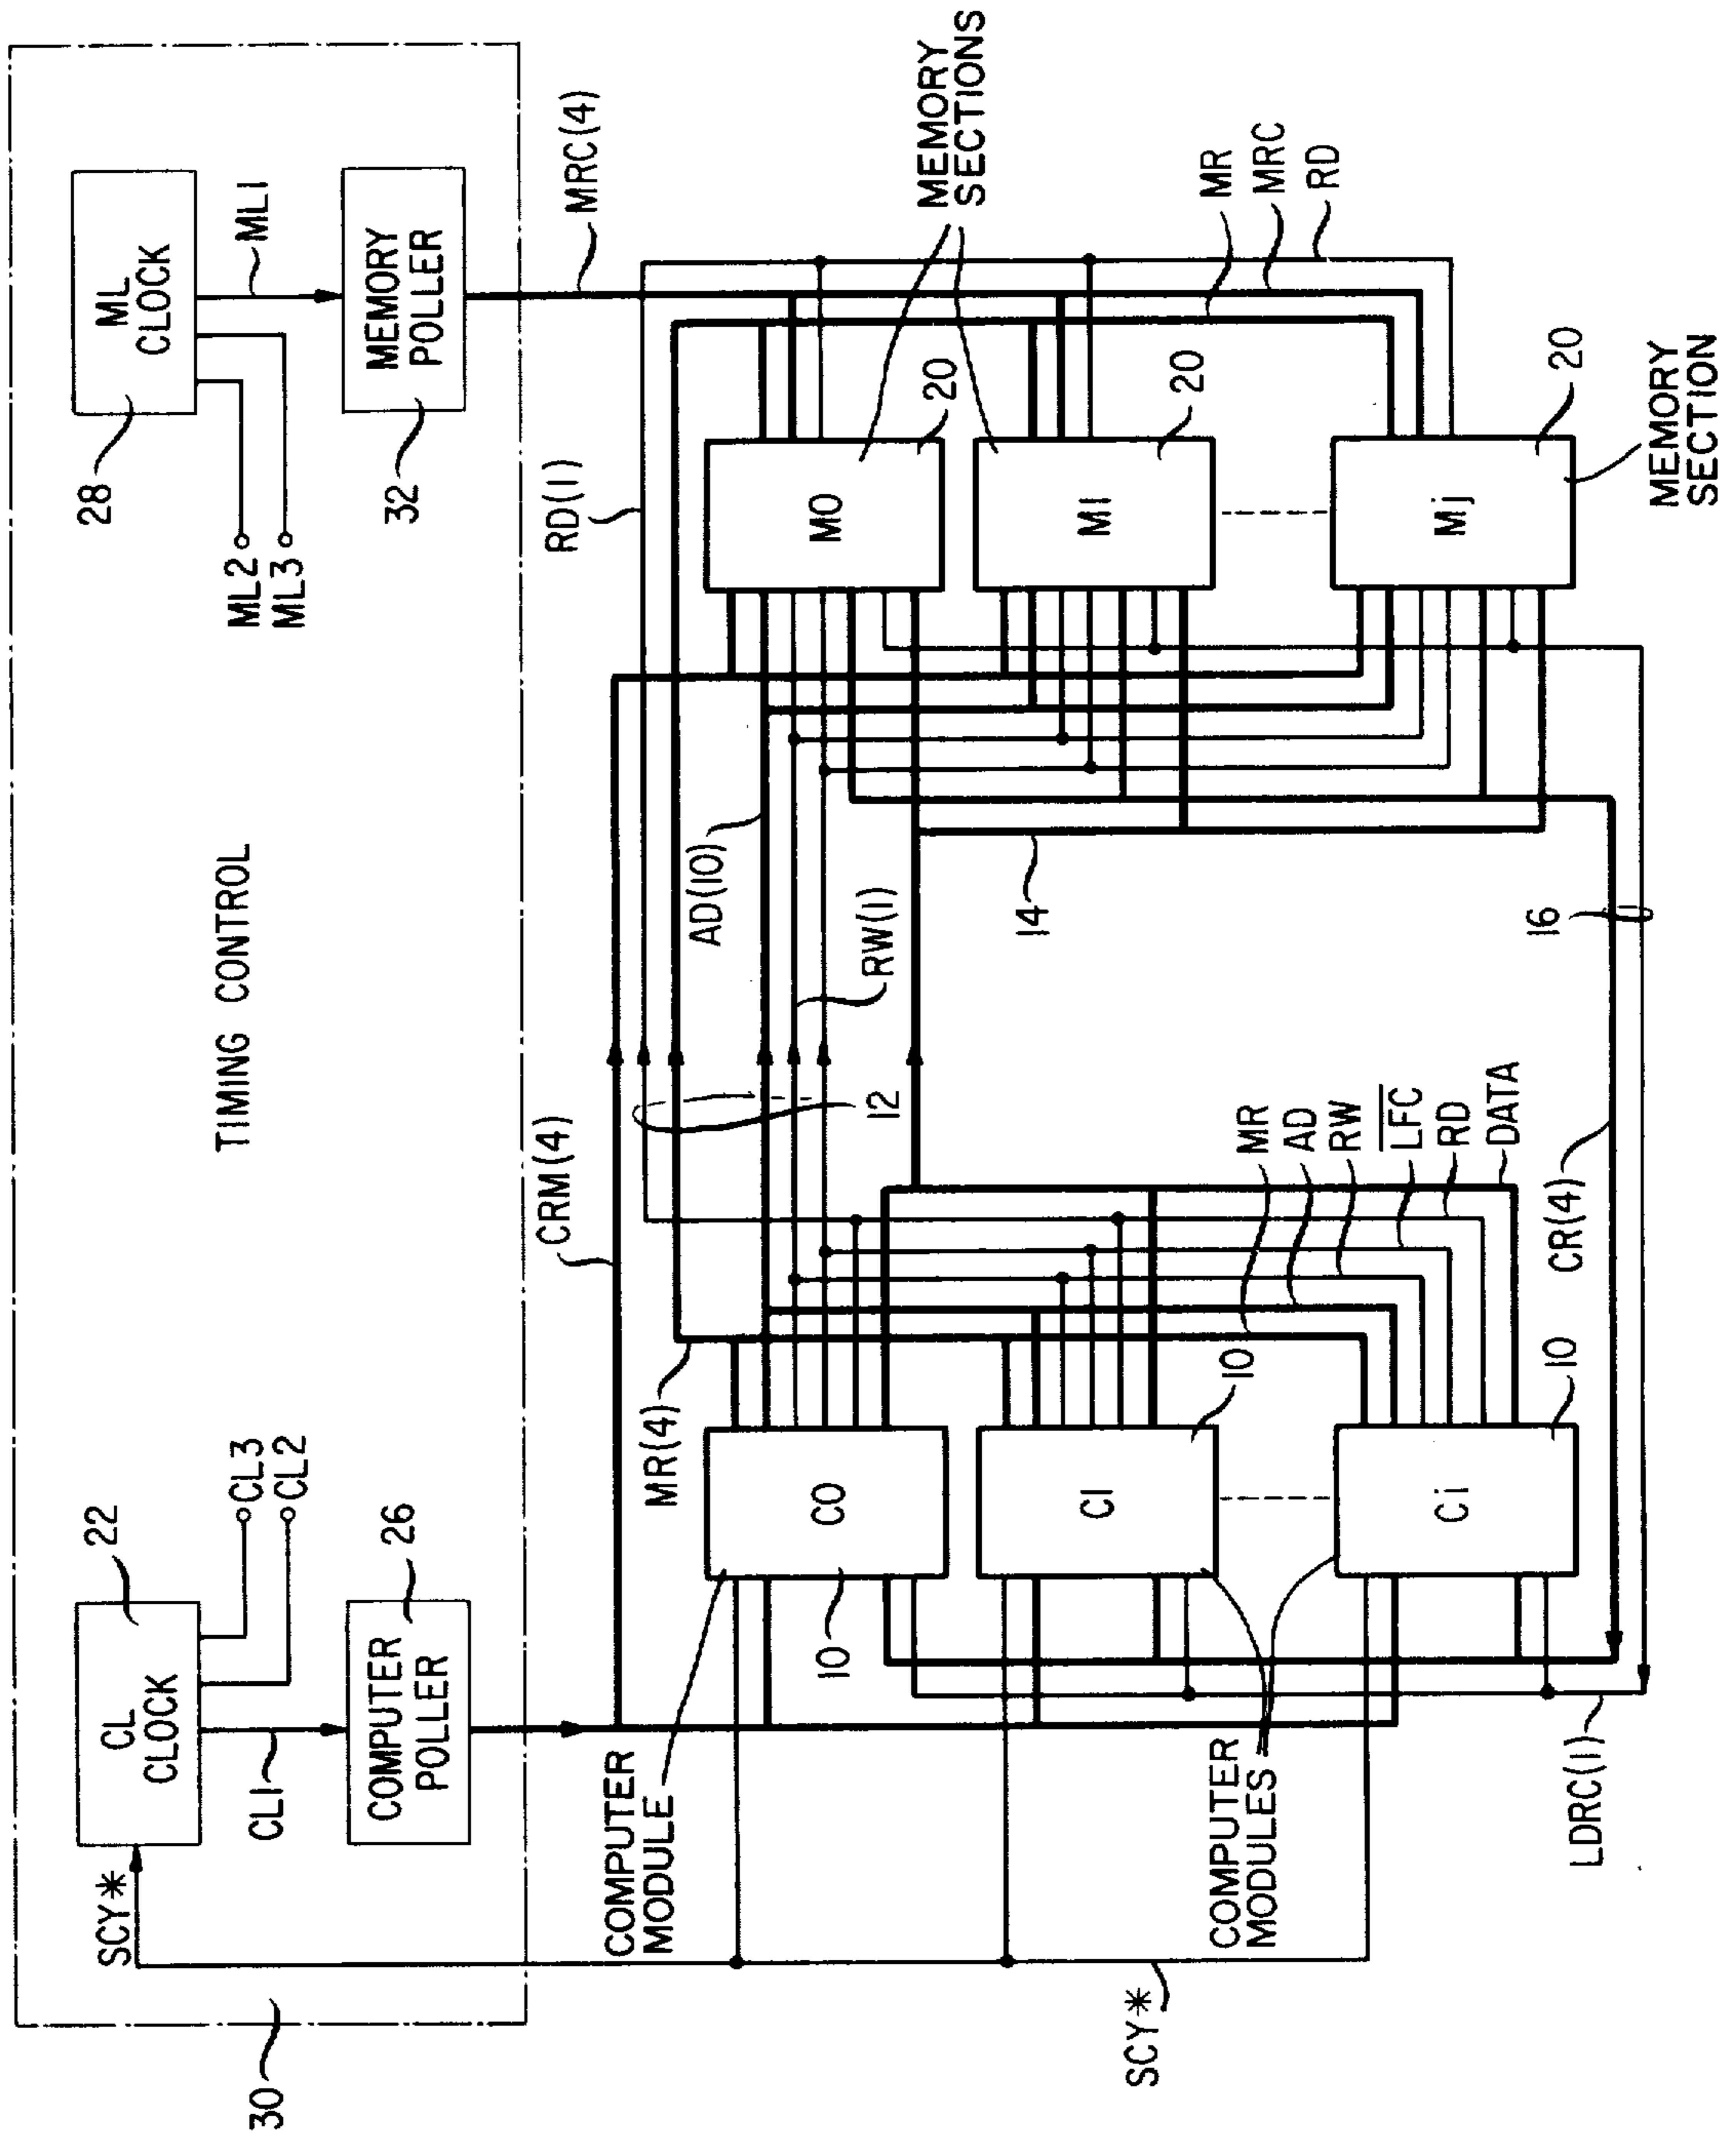 30
TIMING CONTROL
SCY*
CL
CLOCK
22
CL3
CL2
CL1
COMPUTER
POLLER
26
ML
CLOCK
28
ML2
ML3
ML1
MEMORY
POLLER
32
MRC(4)
CRM(4)
RD(1)
MR(4)
AD(10)
RW(1)
12
14
COMPUTER
MODULE
C0
10
C1
10
Ci
10
COMPUTER
MODULES
SCY*
MR
AD
RW
LFC
RD
DATA
MEMORY
SECTIONS
M0
20
M1
20
Mj
20
MEMORY
SECTION
MR
MRC
RD
CR(4)
16
LDRC(1)